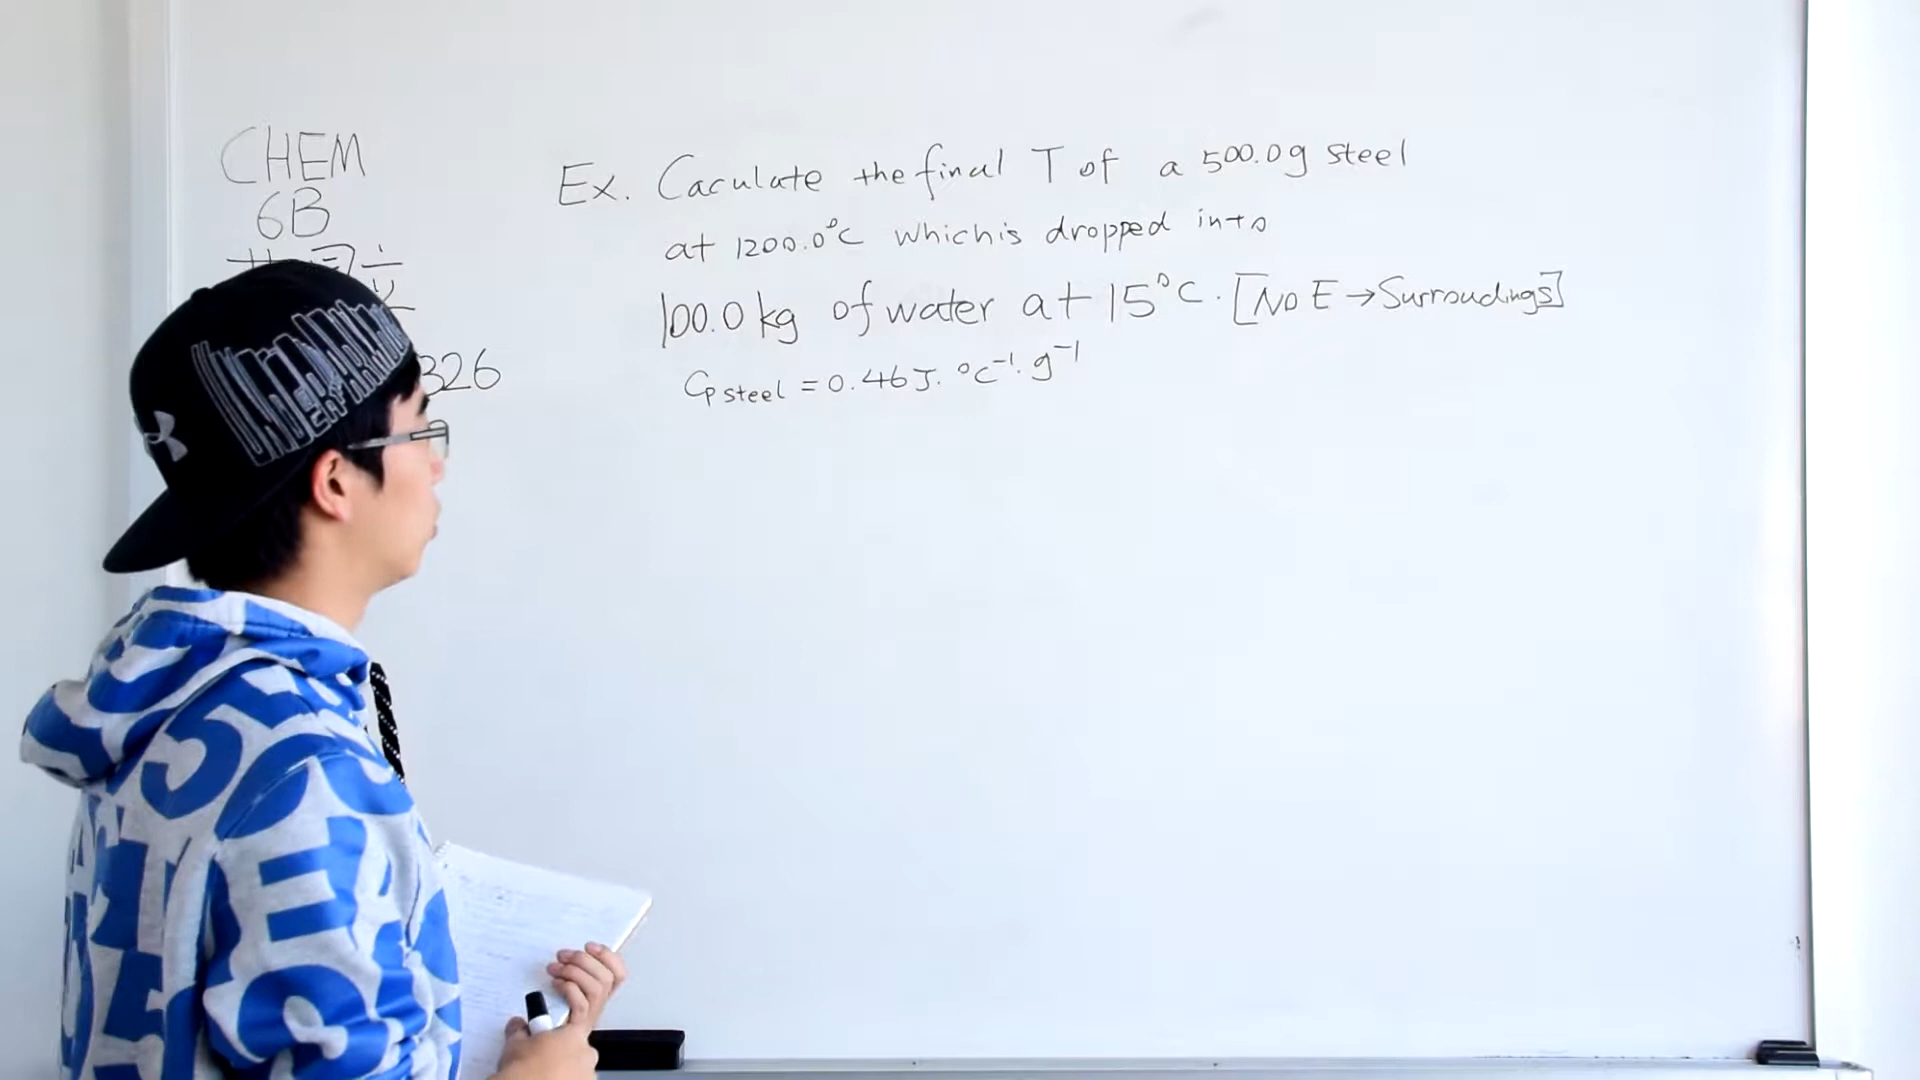 CHEM
6B
326
Ex. Caculate the final T of a 500.0g steel
at 1200.0°C which is dropped into
100.0 kg of water at 15°C. [No E → Surroudings]
Cp steel = 0.46 J. °C⁻¹. g⁻¹